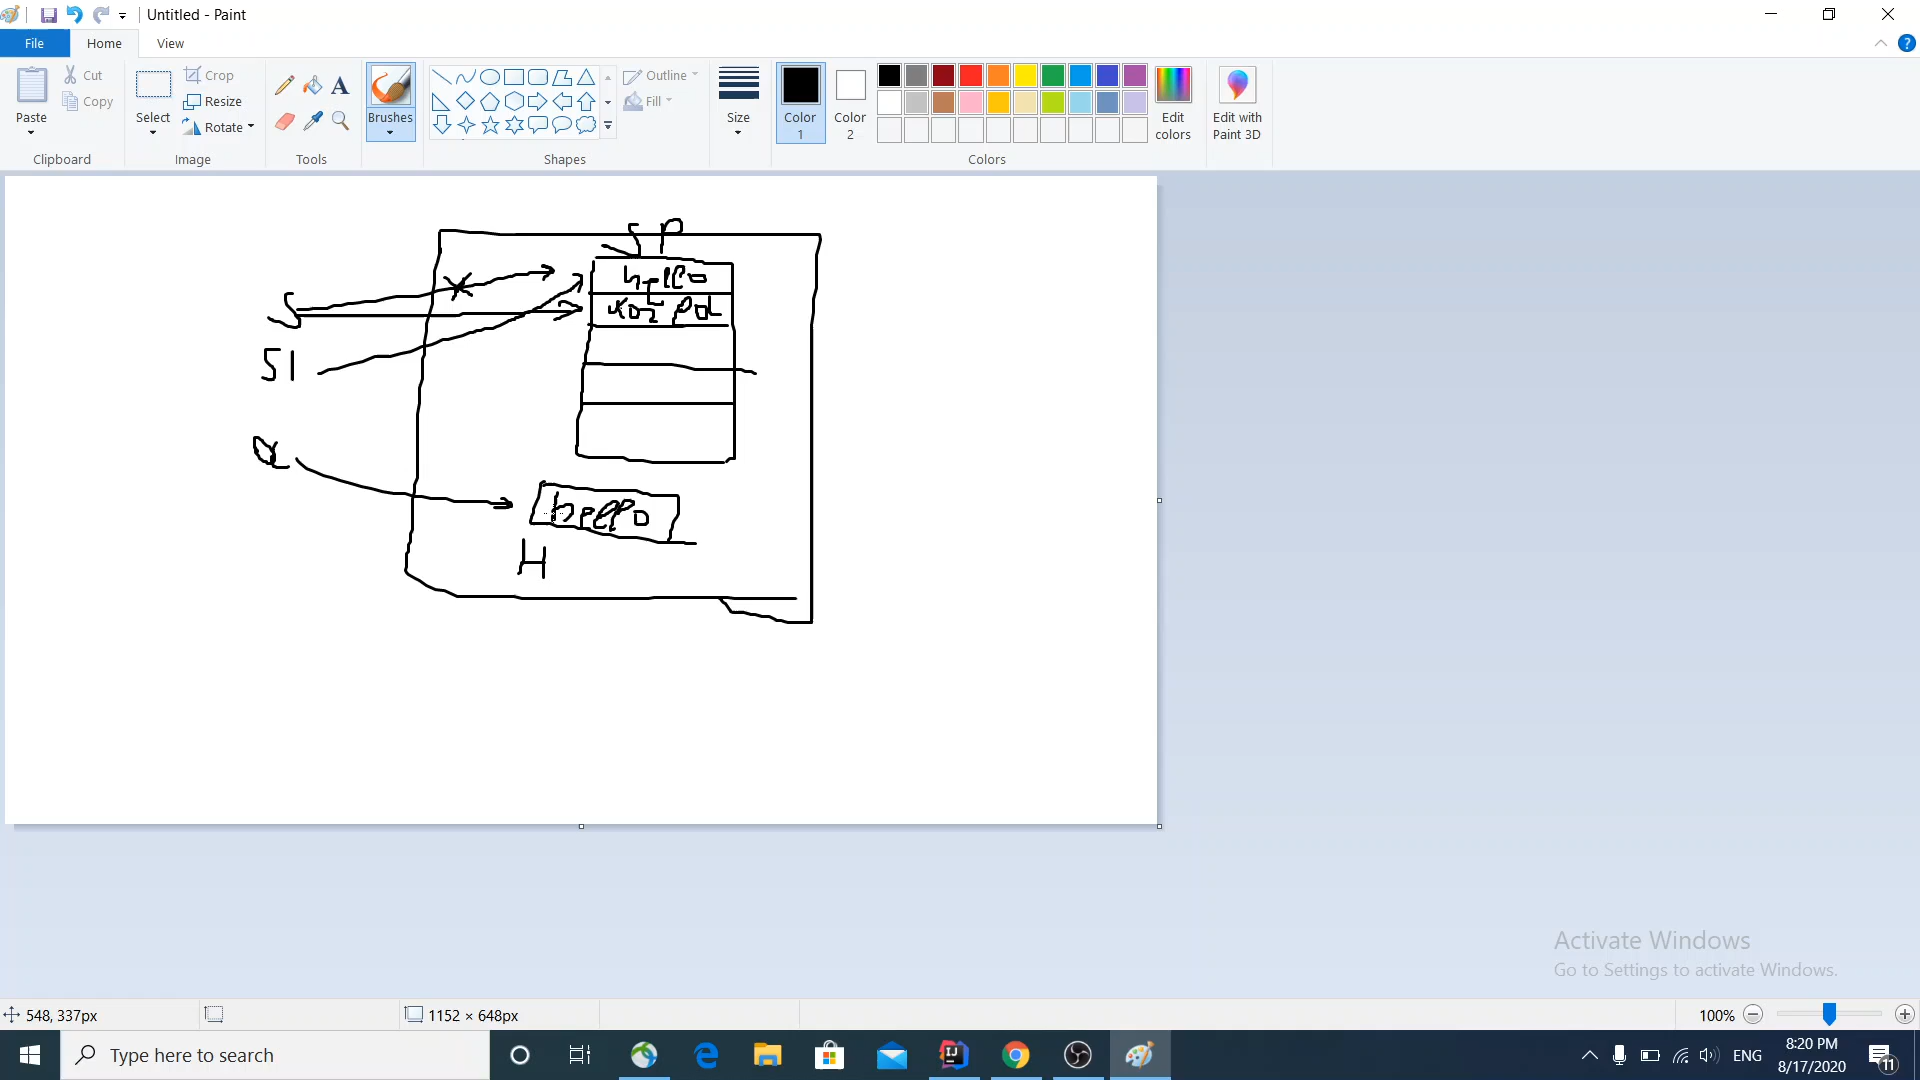 Untitled - Paint
File
Home
View
Paste
Cut
Copy
Clipboard
Select
Crop
Resize
Rotate
Image
Tools
Brushes
Shapes
Outline
Fill
Size
Color 1
Color 2
Colors
Edit colors
Edit with Paint 3D
SP
hello
S
S1
hello
H
Activate Windows
Go to Settings to activate Windows.
548, 337px
1152 × 648px
100%
Type here to search
ENG
8:20 PM
8/17/2020
11